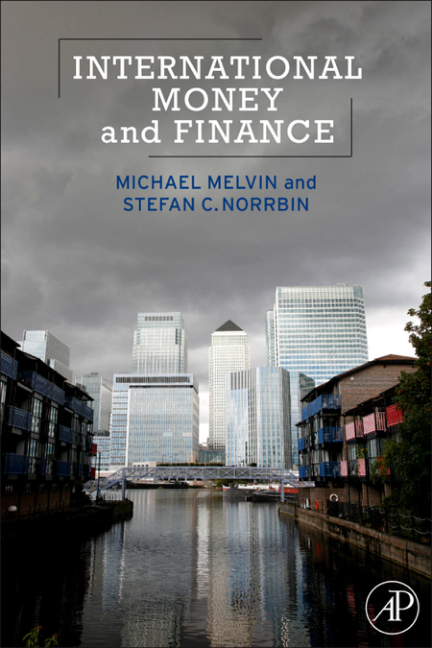 INTERNATIONAL
MONEY
and FINANCE
MICHAEL MELVIN and
STEFAN C. NORRBIN
AP